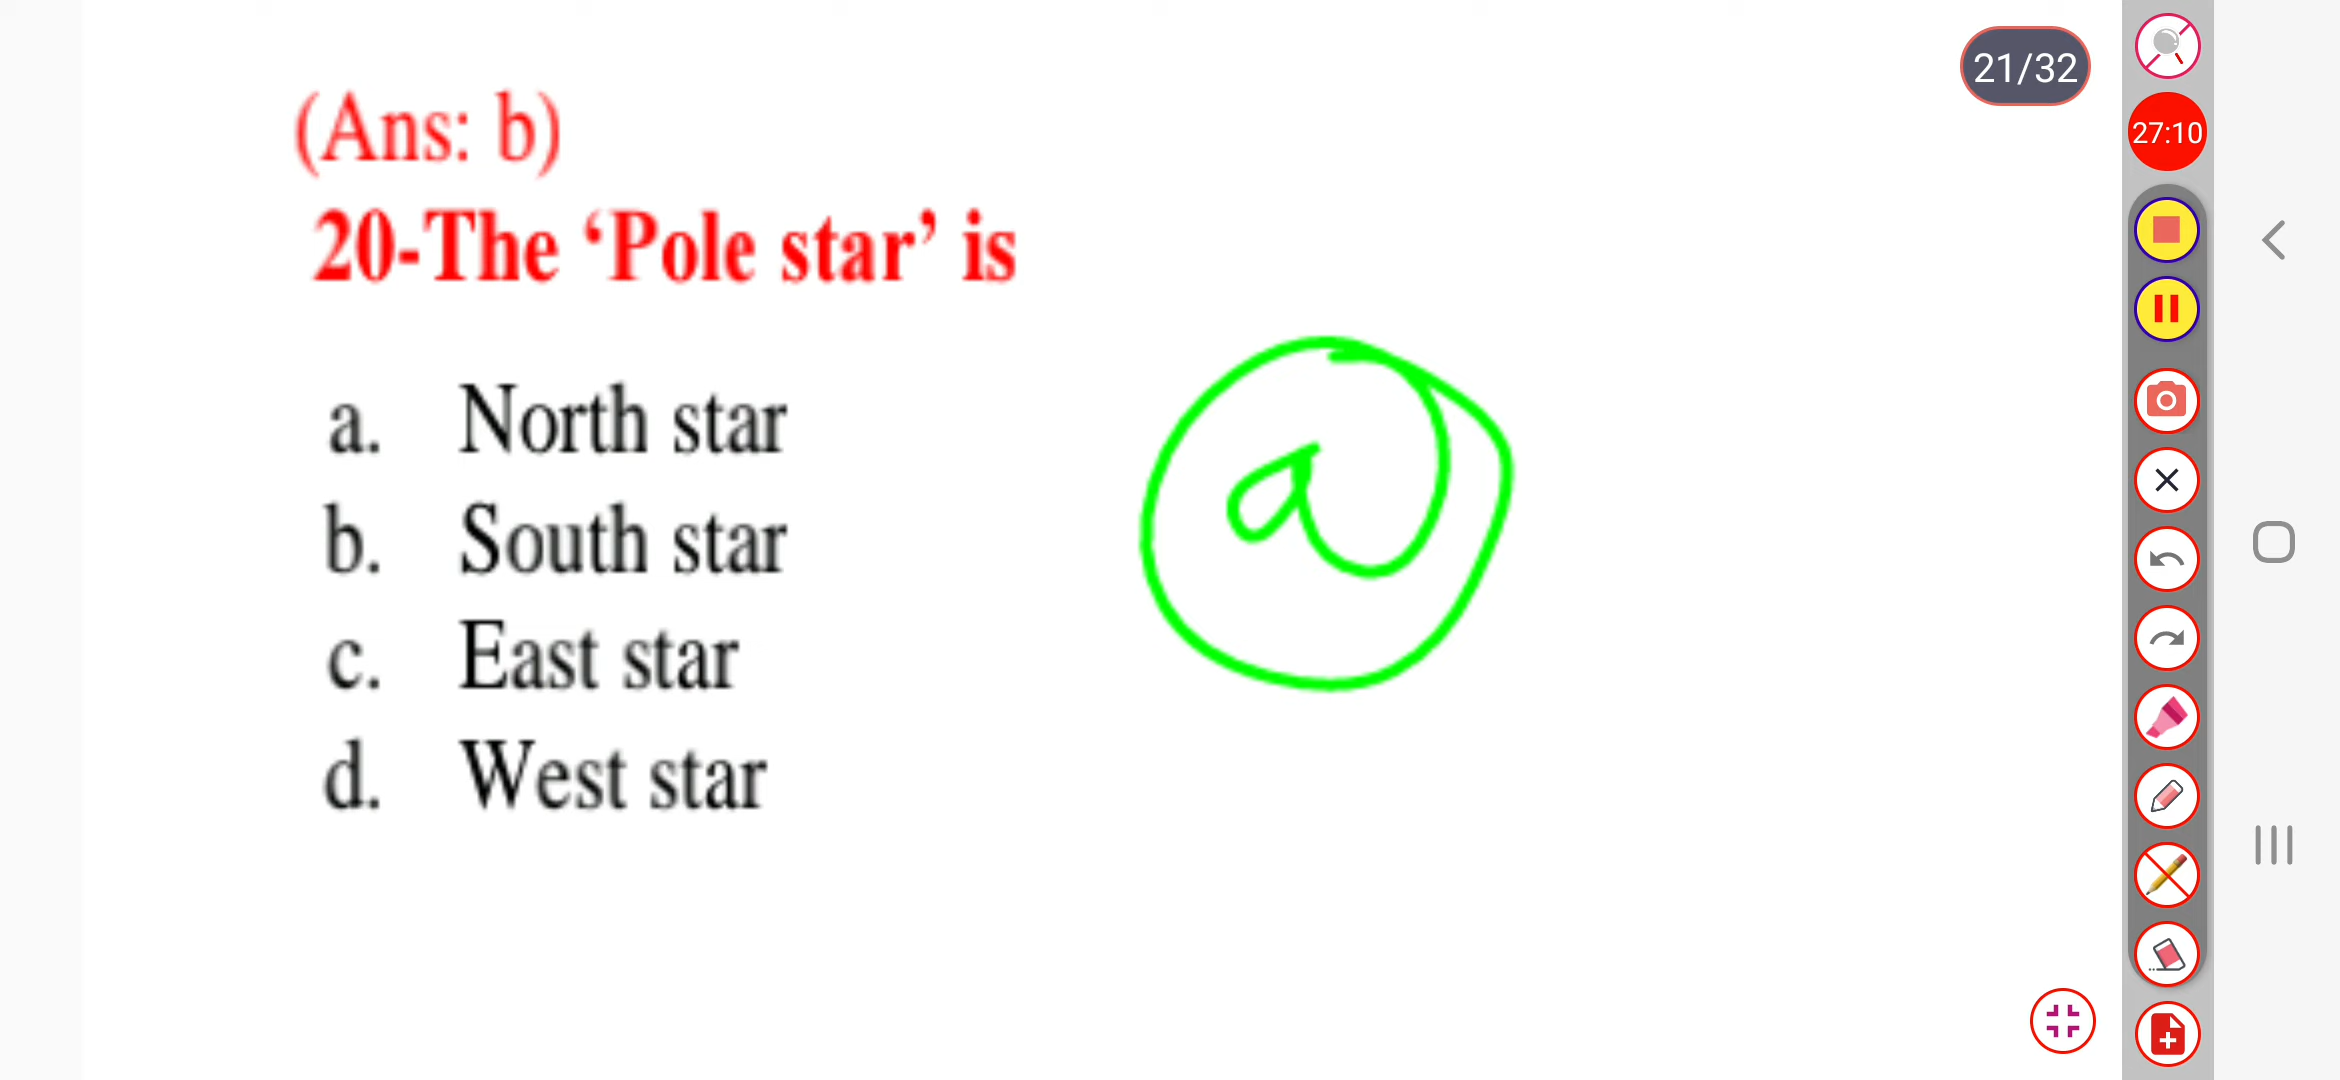 (Ans: b)
21/32
27:10
20-The ‘Pole star’ is
a. North star
b. South star
c. East star
d. West star
a